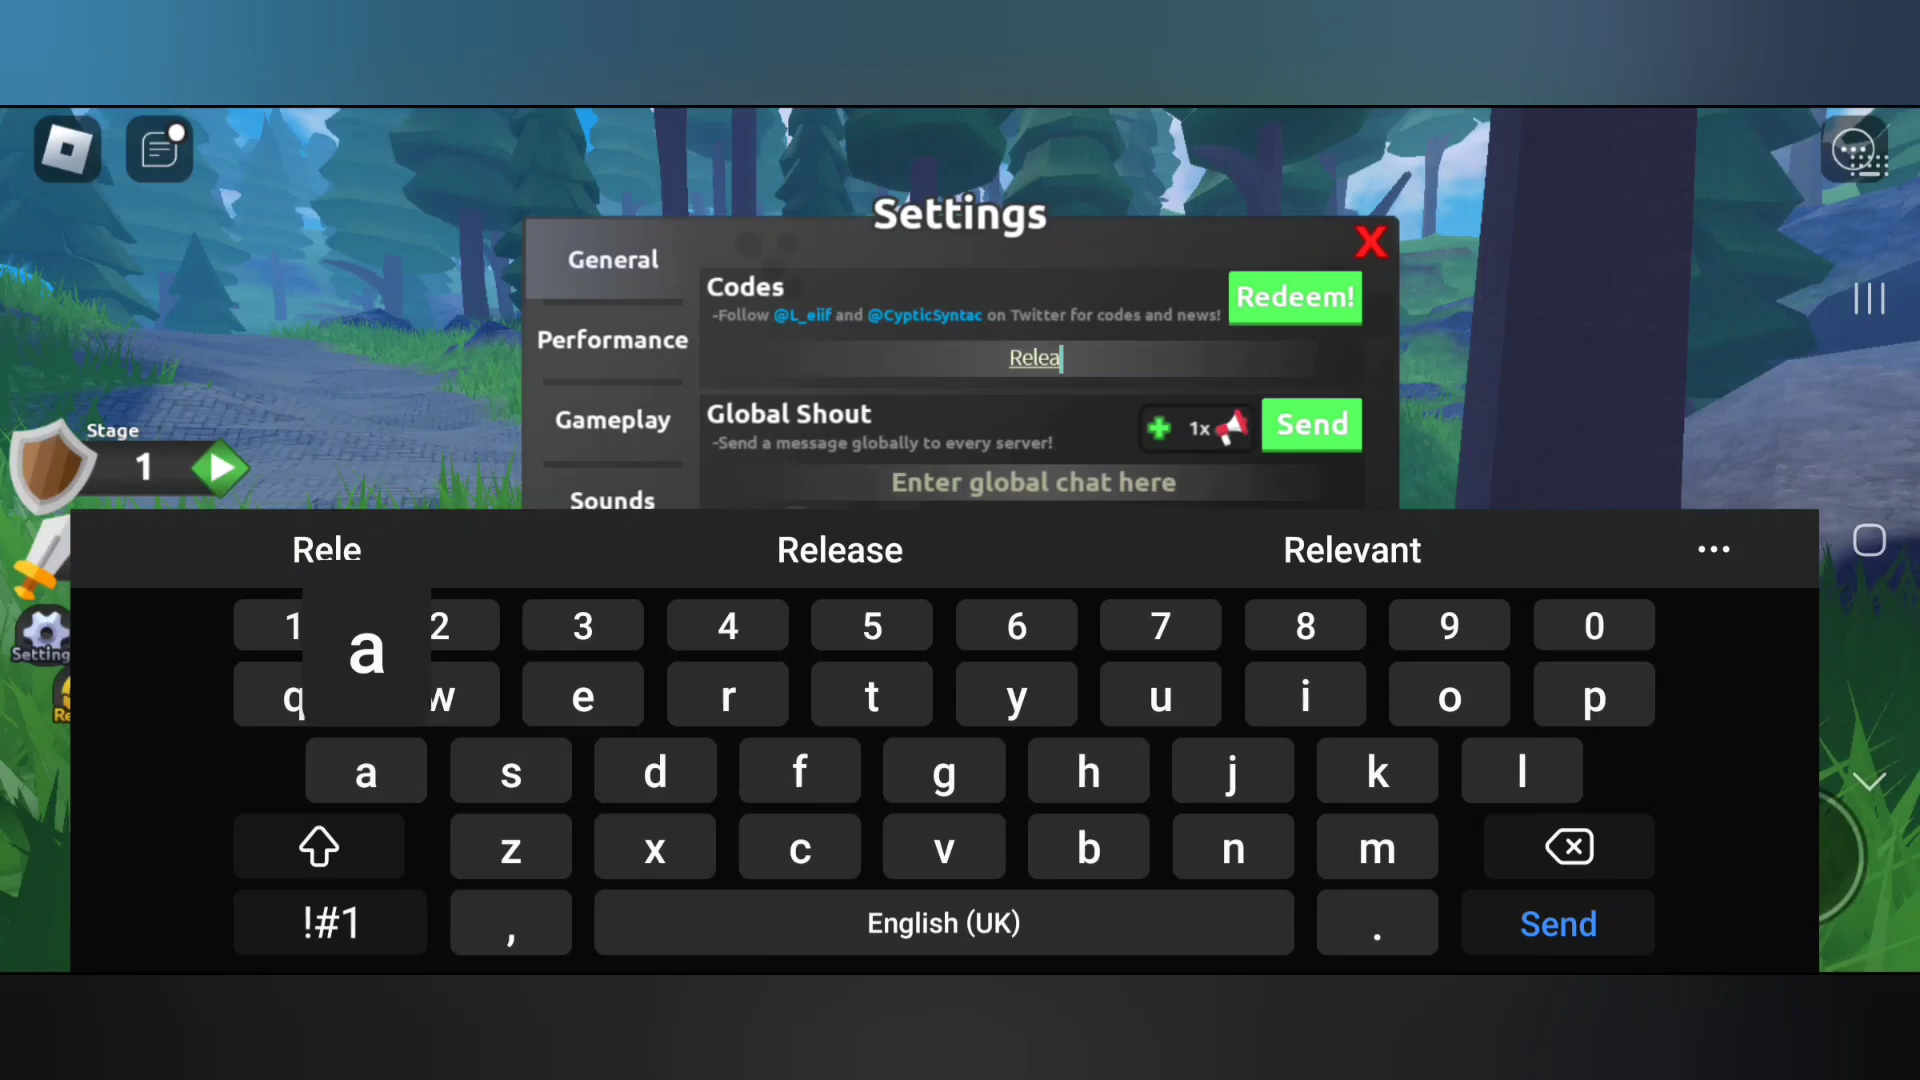 Settings
X
General
Performance
Gameplay
Sounds
Codes
-Follow @L_eiif and @CypticSyntac on Twitter for codes and news!
Redeem!
Relea
Global Shout
-Send a message globally to every server!
1x
Send
Enter global chat here
Stage
1
Setting
Re
Rele
Release
Relevant
...
1 2 3 4 5 6 7 8 9 0
a
q w e r t y u i o p
a s d f g h j k l
z x c v b n m
!#1 , English (UK) . Send